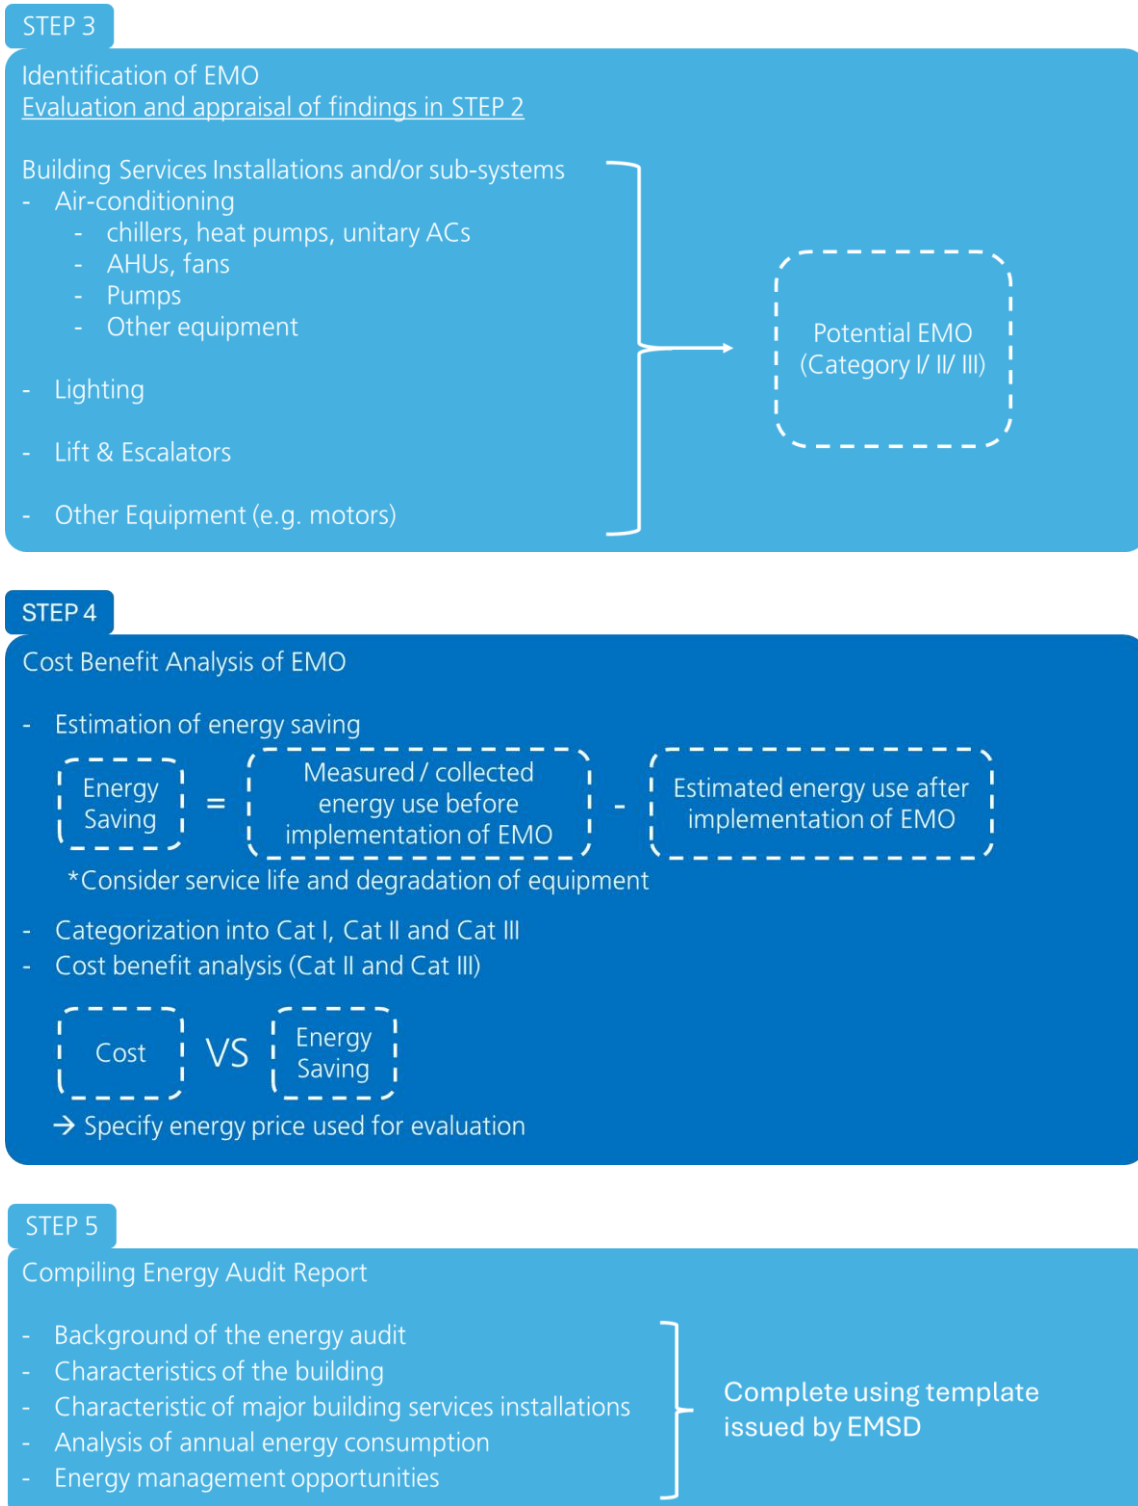 STEP 3
Identification of EMO
Evaluation and appraisal of findings in STEP 2
Building Services Installations and/or sub-systems
- Air-conditioning
- chillers, heat pumps, unitary ACs
- AHUs, fans
- Pumps
- Other equipment
- Lighting
- Lift & Escalators
- Other Equipment (e.g. motors)
Potential EMO
(Category I/ II/ III)
STEP 4
Cost Benefit Analysis of EMO
- Estimation of energy saving
Energy
Saving
=
Measured / collected
energy use before
implementation of EMO
-
Estimated energy use after
implementation of EMO
*Consider service life and degradation of equipment
- Categorization into Cat I, Cat II and Cat III
- Cost benefit analysis (Cat II and Cat III)
Cost
VS
Energy
Saving
→ Specify energy price used for evaluation
STEP 5
Compiling Energy Audit Report
- Background of the energy audit
- Characteristics of the building
- Characteristic of major building services installations
- Analysis of annual energy consumption
- Energy management opportunities
Complete using template
issued by EMSD